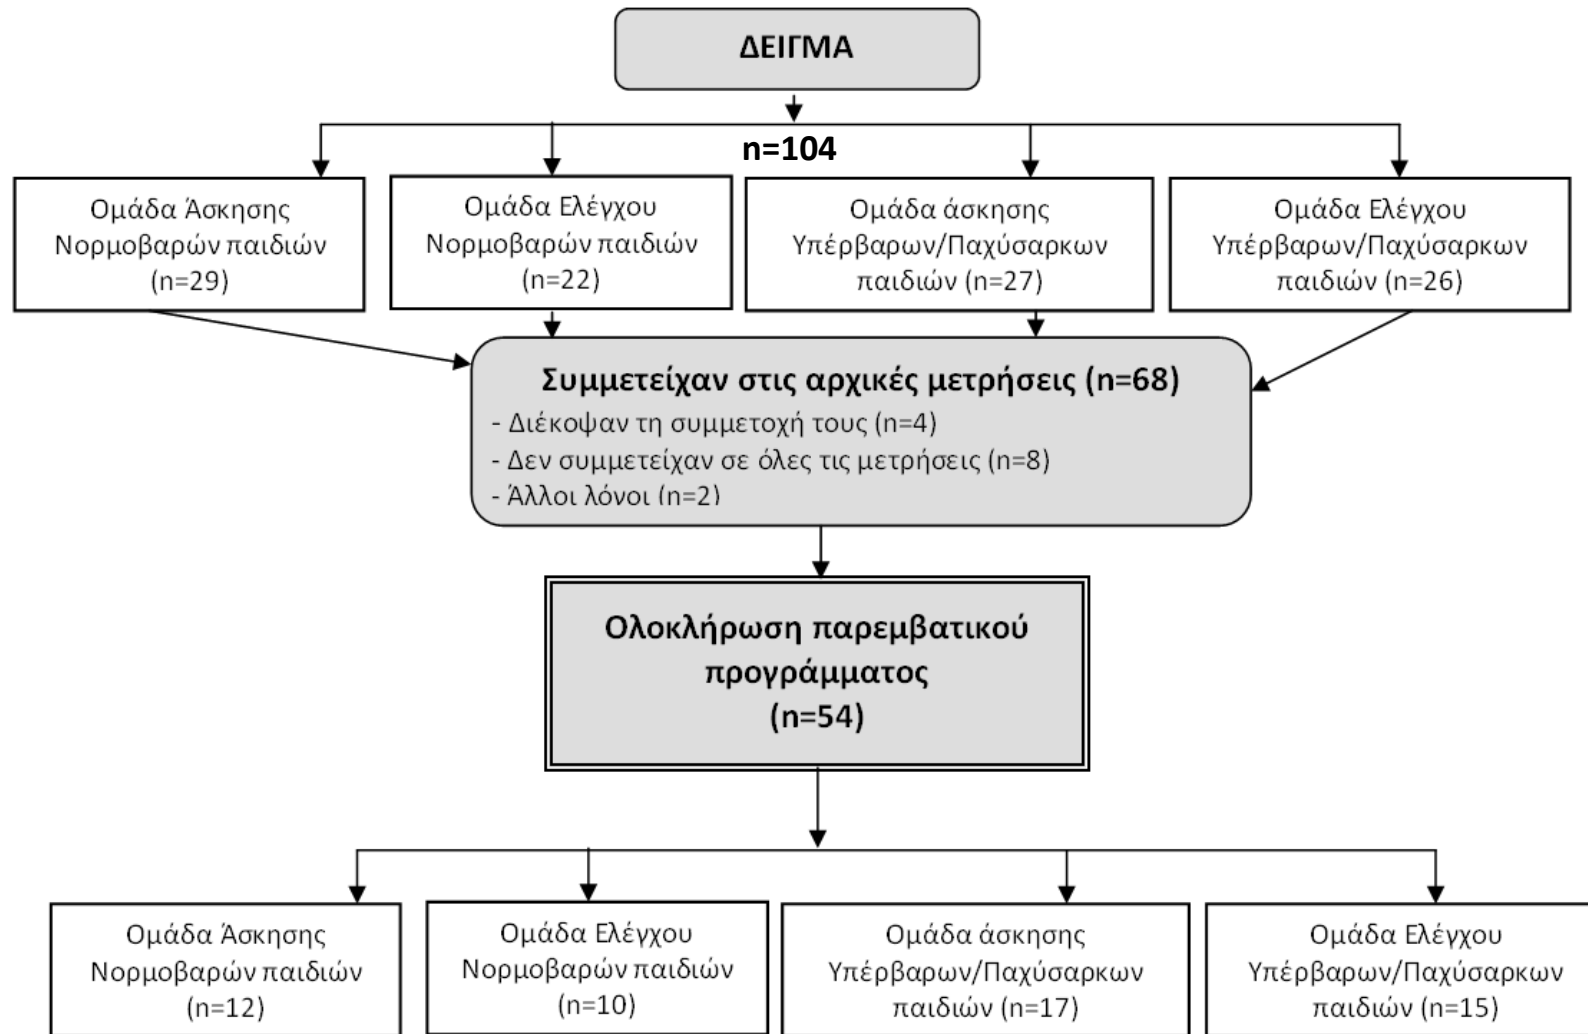 ΔΕΙΓΜΑ
n=104
Ομάδα Άσκησης
Νορμοβαρών παιδιών
(n=29)
Ομάδα Ελέγχου
Νορμοβαρών παιδιών
(n=22)
Ομάδα άσκησης
Υπέρβαρων/Παχύσαρκων
παιδιών (n=27)
Ομάδα Ελέγχου
Υπέρβαρων/Παχύσαρκων
παιδιών (n=26)
Συμμετείχαν στις αρχικές μετρήσεις (n=68)
- Διέκοψαν τη συμμετοχή τους (n=4)
- Δεν συμμετείχαν σε όλες τις μετρήσεις (n=8)
- Άλλοι λόγοι (n=2)
Ολοκλήρωση παρεμβατικού
προγράμματος
(n=54)
Ομάδα Άσκησης
Νορμοβαρών παιδιών
(n=12)
Ομάδα Ελέγχου
Νορμοβαρών παιδιών
(n=10)
Ομάδα άσκησης
Υπέρβαρων/Παχύσαρκων
παιδιών (n=17)
Ομάδα Ελέγχου
Υπέρβαρων/Παχύσαρκων
παιδιών (n=15)